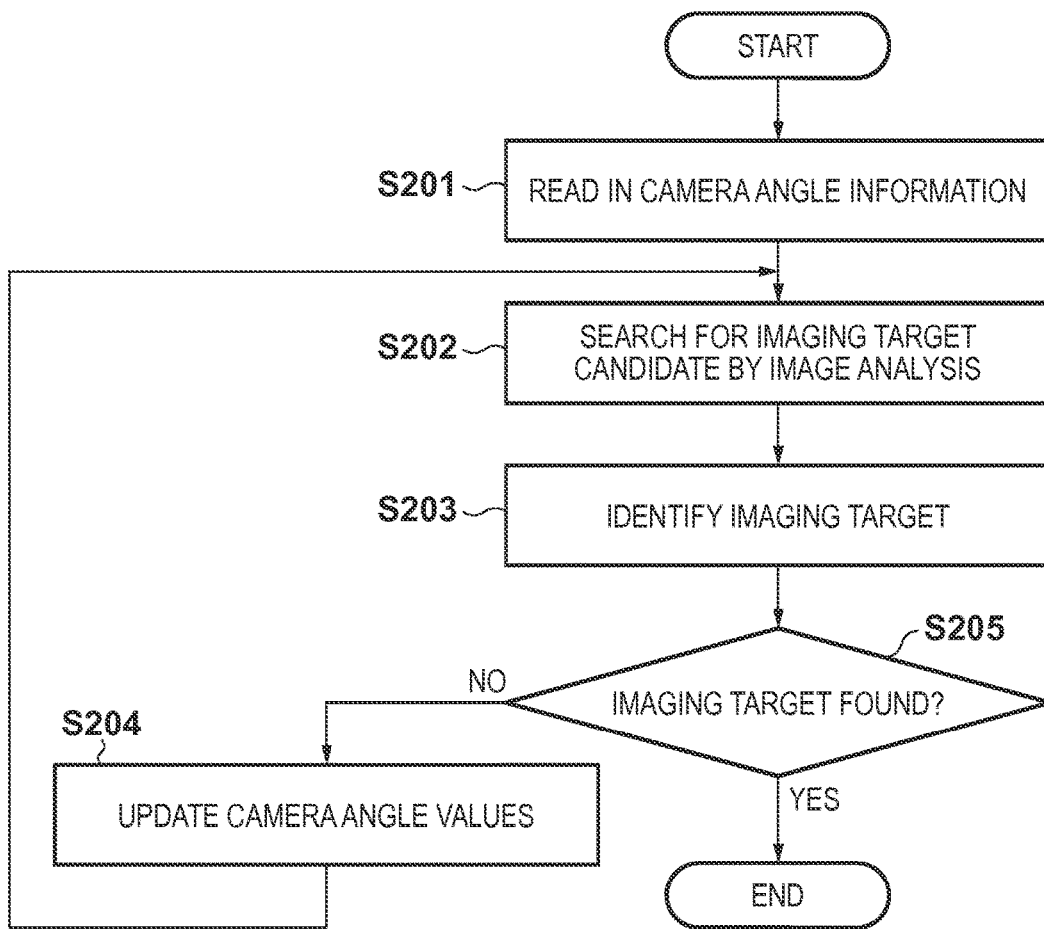 START
S201
READ IN CAMERA ANGLE INFORMATION
S202
SEARCH FOR IMAGING TARGET
CANDIDATE BY IMAGE ANALYSIS
S203
IDENTIFY IMAGING TARGET
S205
IMAGING TARGET FOUND?
NO
S204
UPDATE CAMERA ANGLE VALUES
YES
END